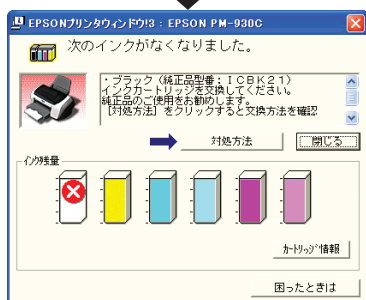 EPSONプリンタウィンドウ!3 : EPSON PM-930C
次のインクがなくなりました。
・ブラック（純正品型番：ICBK21）
インクカートリッジを交換してください。
純正品のご使用をお勧めします。
［対処方法］をクリックすると交換方法を確認
対処方法
閉じる
インク残量
カートリッジ情報
困ったときは